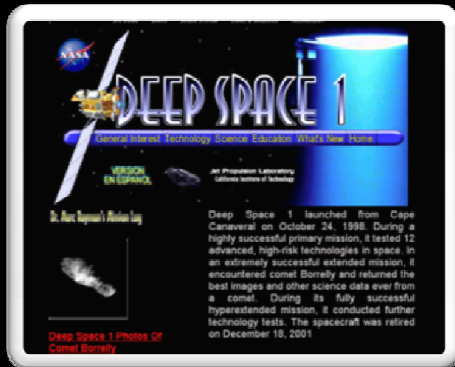 NASA
DEEP SPACE 1
General Interest Technology Science Education What's New Home
VERSION
EN ESPANOL
Jet Propulsion Laboratory
California Institute of Technology
Dr. Marc Rayman's Mission Log
Deep Space 1 launched from Cape
Canaveral on October 24, 1998. During a
highly successful primary mission, it tested 12
advanced, high-risk technologies in space. In
an extremely successful extended mission, it
encountered comet Borrelly and returned the
best images and other science data ever from
a comet. During its fully successful
hyperextended mission, it conducted further
technology tests. The spacecraft was retired
on December 18, 2001
Deep Space 1 Photos Of
Comet Borrelly